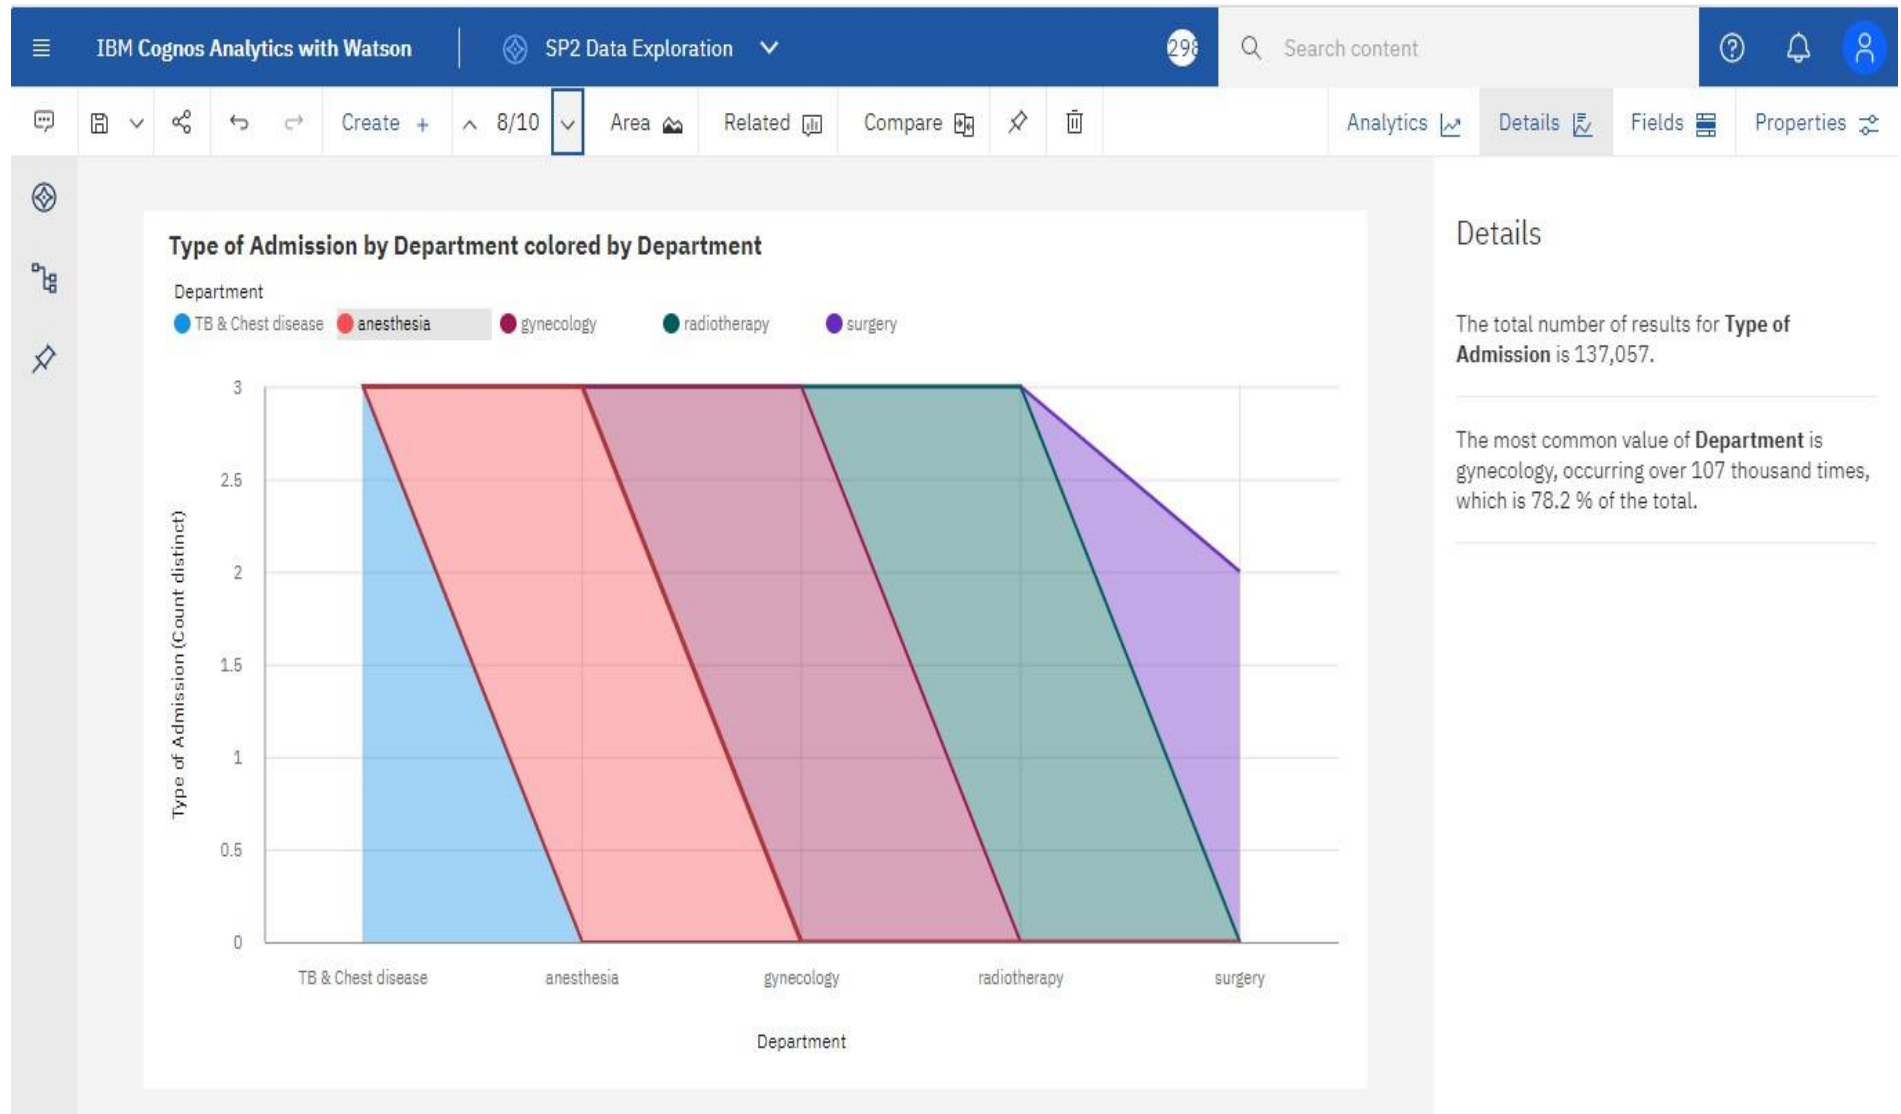 IBM Cognos Analytics with Watson
SP2 Data Exploration
298
Search content
Create +
8/10
Area
Related
Compare
Analytics
Details
Fields
Properties
Type of Admission by Department colored by Department
Department
TB & Chest disease
anesthesia
gynecology
radiotherapy
surgery
3
2.5
2
1.5
1
0.5
0
Type of Admission (Count distinct)
TB & Chest disease
anesthesia
gynecology
radiotherapy
surgery
Department
Details
The total number of results for Type of
Admission is 137,057.
The most common value of Department is
gynecology, occurring over 107 thousand times,
which is 78.2 % of the total.